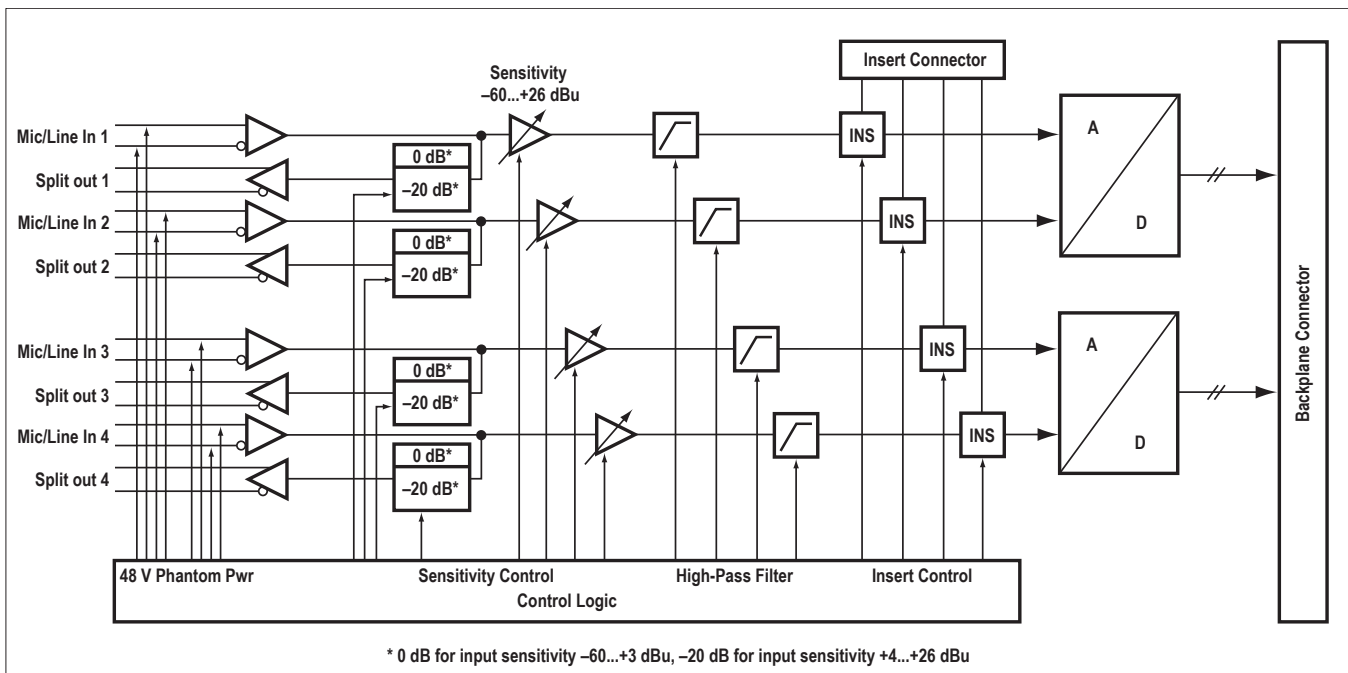 Insert Connector
Sensitivity
–60...+26 dBu
Mic/Line In 1
INS
A
0 dB*
Split out 1
–20 dB*
Mic/Line In 2
INS
D
0 dB*
Split out 2
–20 dB*
Backplane Connector
Mic/Line In 3
INS
A
0 dB*
Split out 3
–20 dB*
Mic/Line In 4
INS
D
0 dB*
Split out 4
–20 dB*
48 V Phantom Pwr
Sensitivity Control
High-Pass Filter
Insert Control
Control Logic
* 0 dB for input sensitivity –60...+3 dBu, –20 dB for input sensitivity +4...+26 dBu